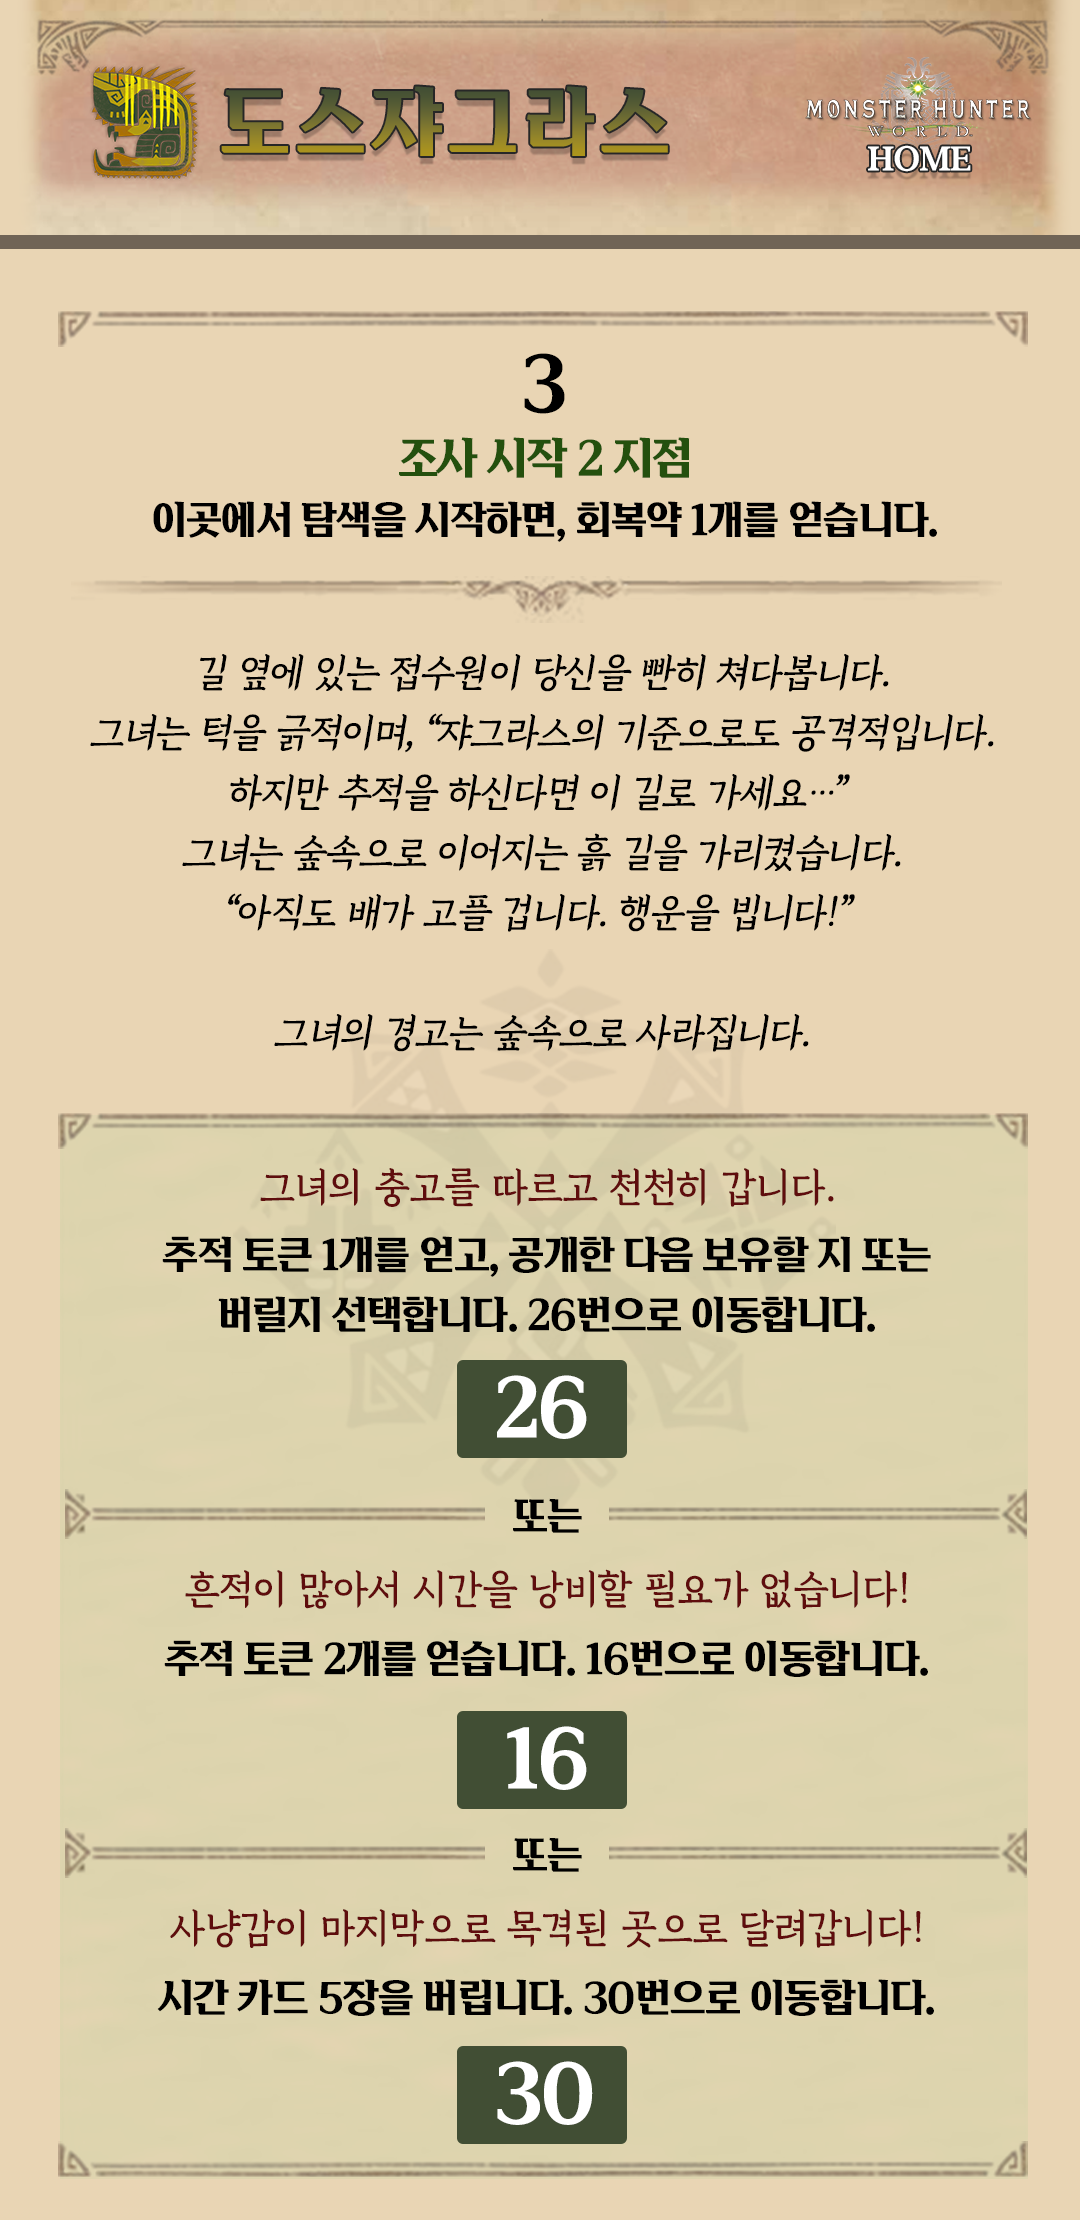 도스쟈그라스
MONSTER HUNTER
WORLD
HOME
3
조사 시작 2 지점
이곳에서 탐색을 시작하면, 회복약 1개를 얻습니다.
길 옆에 있는 접수원이 당신을 빤히 쳐다봅니다.
그녀는 턱을 긁적이며, “쟈그라스의 기준으로도 공격적입니다.
하지만 추적을 하신다면 이 길로 가세요…”
그녀는 숲속으로 이어지는 흙 길을 가리켰습니다.
“아직도 배가 고플 겁니다. 행운을 빕니다!”
그녀의 경고는 숲속으로 사라집니다.
그녀의 충고를 따르고 천천히 갑니다.
추적 토큰 1개를 얻고, 공개한 다음 보유할 지 또는
버릴지 선택합니다. 26번으로 이동합니다.
26
또는
흔적이 많아서 시간을 낭비할 필요가 없습니다!
추적 토큰 2개를 얻습니다. 16번으로 이동합니다.
16
또는
사냥감이 마지막으로 목격된 곳으로 달려갑니다!
시간 카드 5장을 버립니다. 30번으로 이동합니다.
30